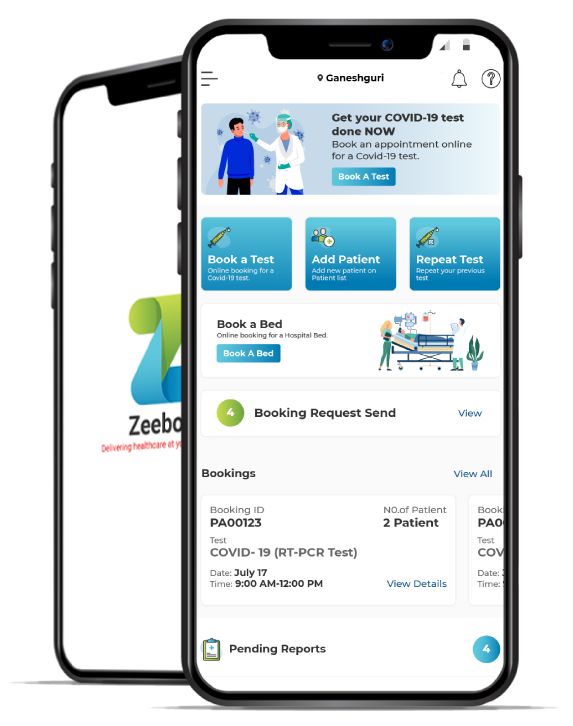 Ganeshguri
Get your COVID-19 test
done NOW
Book an appointment online
for a Covid-19 test.
Book A Test
Book a Test
Online booking for a
Covid-19 test.
Add Patient
Add new patient on
Patient list
Repeat Test
Repeat your previous
test
Book a Bed
Online booking for a Hospital Bed.
Book A Bed
4 Booking Request Send View
Bookings View All
Booking ID N0.of Patient
PA00123 2 Patient
Test
COVID- 19 (RT-PCR Test)
Date: July 17
Time: 9:00 AM-12:00 PM View Details
Book
PA0
Test
COV
Date:
Time:
Pending Reports 4
Zeebo
Delivering healthcare at yo